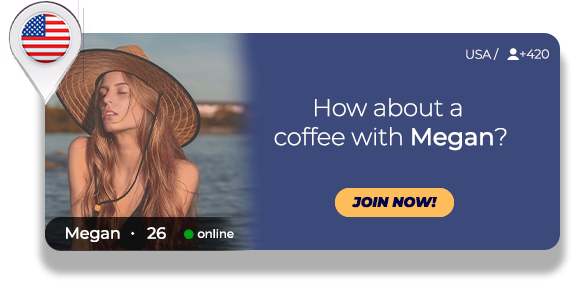 USA / +420
How about a
coffee with Megan?
JOIN NOW!
Megan · 26 online